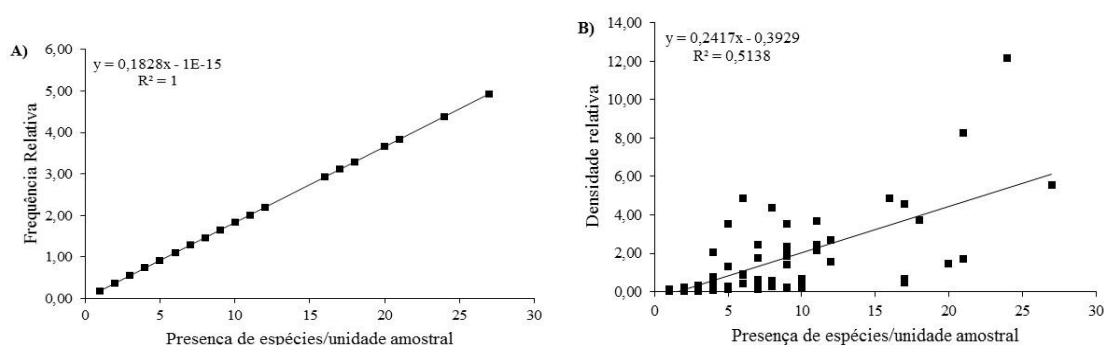 A)
y = 0,1828x - 1E-15
R² = 1
Frequência Relativa
6,00
5,00
4,00
3,00
2,00
1,00
0,00
0 5 10 15 20 25 30
Presenca de espécies/unidade amostral
B)
y = 0,2417x - 0,3929
R² = 0,5138
Densidade relativa
14,00
12,00
10,00
8,00
6,00
4,00
2,00
0,00
0 5 10 15 20 25 30
Presença de espécies/unidade amostral